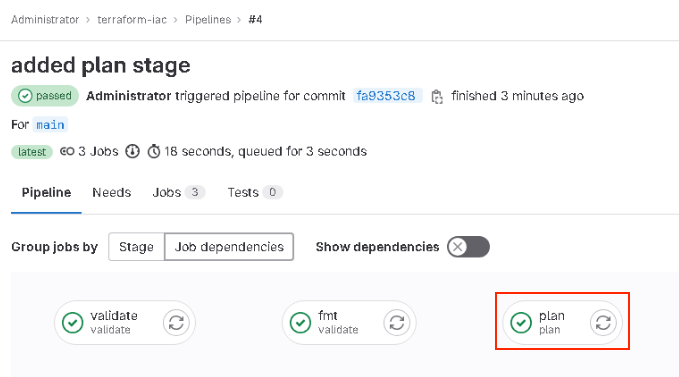 Administrator > terraform-iac > Pipelines > #4
added plan stage
passed Administrator triggered pipeline for commit fa9353c8 finished 3 minutes ago
For main
latest 3 Jobs 18 seconds, queued for 3 seconds
Pipeline Needs Jobs 3 Tests 0
Group jobs by Stage Job dependencies Show dependencies
validate fmt plan
validate validate plan